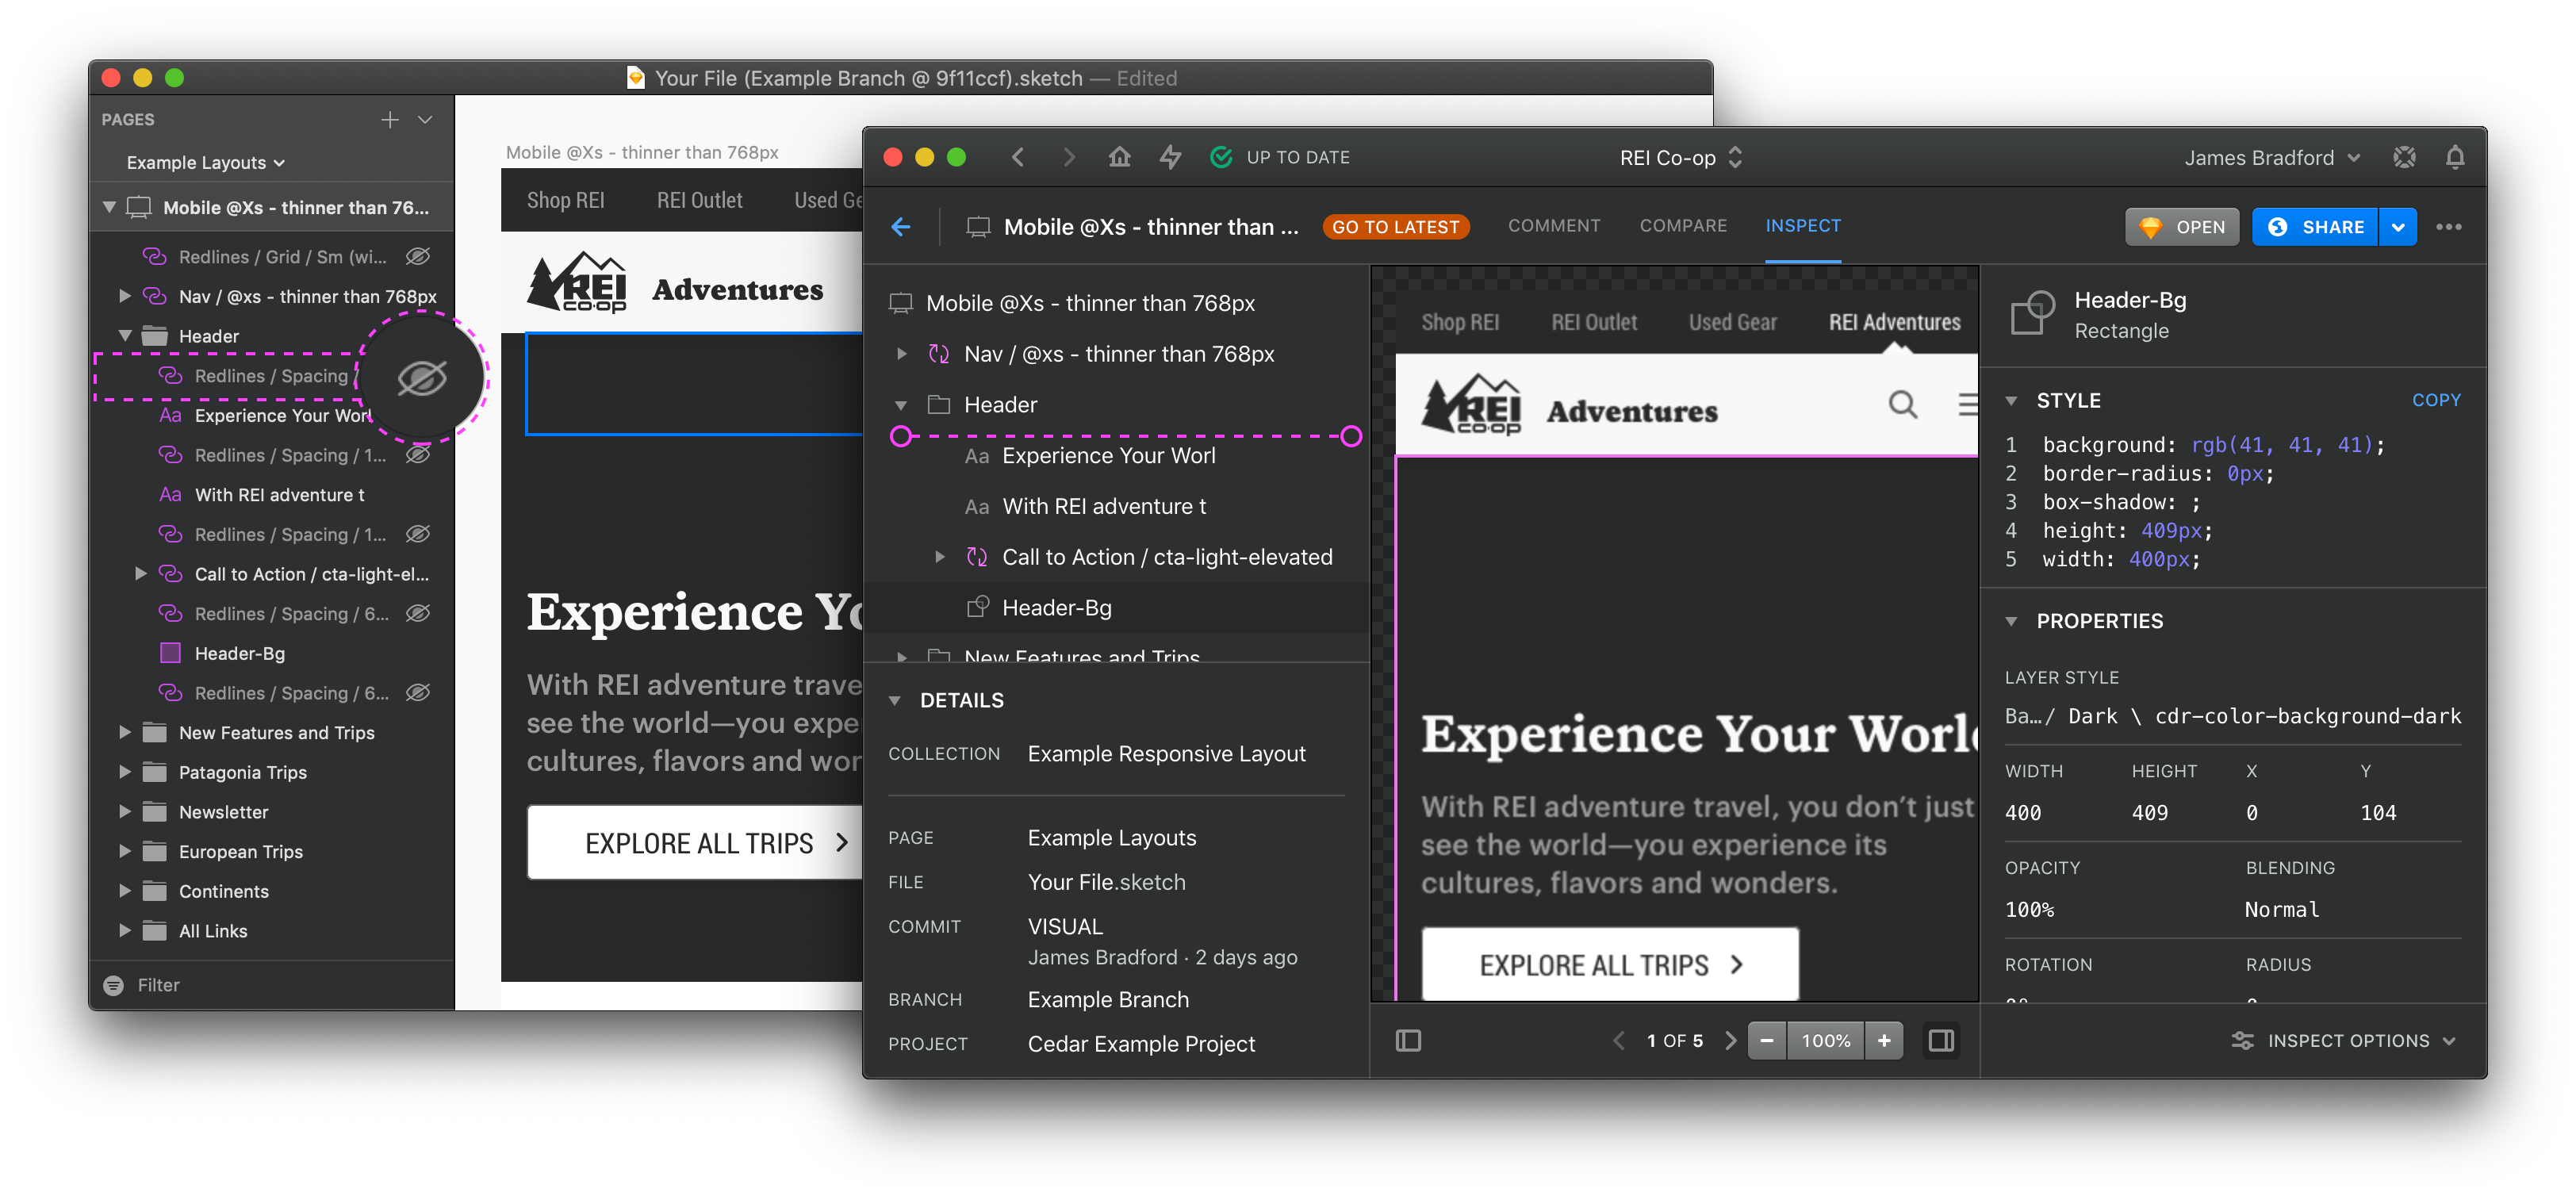 Your File (Example Branch @ 9f11ccf).sketch — Edited
PAGES
Example Layouts
Mobile @Xs - thinner than 76...
Redlines / Grid / Sm (wi...
Nav / @xs - thinner than 768px
Header
Redlines / Spacing /
Aa Experience Your Worl
Redlines / Spacing / 1...
Aa With REI adventure t
Redlines / Spacing / 1...
Call to Action / cta-light-el...
Redlines / Spacing / 6...
Header-Bg
Redlines / Spacing / 6...
New Features and Trips
Patagonia Trips
Newsletter
European Trips
Continents
All Links
Filter
Mobile @Xs - thinner than 768px
Shop REI REI Outlet Used Ge
REI
CO·OP
Adventures
Experience Yo
With REI adventure trave
see the world—you exper
cultures, flavors and wor
EXPLORE ALL TRIPS
UP TO DATE
REI Co-op
James Bradford
Mobile @Xs - thinner than ...
GO TO LATEST
COMMENT
COMPARE
INSPECT
OPEN
SHARE
Mobile @Xs - thinner than 768px
Nav / @xs - thinner than 768px
Header
Aa Experience Your Worl
Aa With REI adventure t
Call to Action / cta-light-elevated
Header-Bg
New Features and Trips
DETAILS
COLLECTION Example Responsive Layout
PAGE Example Layouts
FILE Your File.sketch
COMMIT VISUAL
James Bradford · 2 days ago
BRANCH Example Branch
PROJECT Cedar Example Project
Shop REI REI Outlet Used Gear REI Adventures
REI
CO·OP
Adventures
Experience Your World
With REI adventure travel, you don’t just
see the world—you experience its
cultures, flavors and wonders.
EXPLORE ALL TRIPS
1 OF 5
− 100% +
Header-Bg
Rectangle
STYLE COPY
1 background: rgb(41, 41, 41);
2 border-radius: 0px;
3 box-shadow: ;
4 height: 409px;
5 width: 400px;
PROPERTIES
LAYER STYLE
Ba…/ Dark \ cdr-color-background-dark
WIDTH HEIGHT X Y
400 409 0 104
OPACITY BLENDING
100% Normal
ROTATION RADIUS
INSPECT OPTIONS